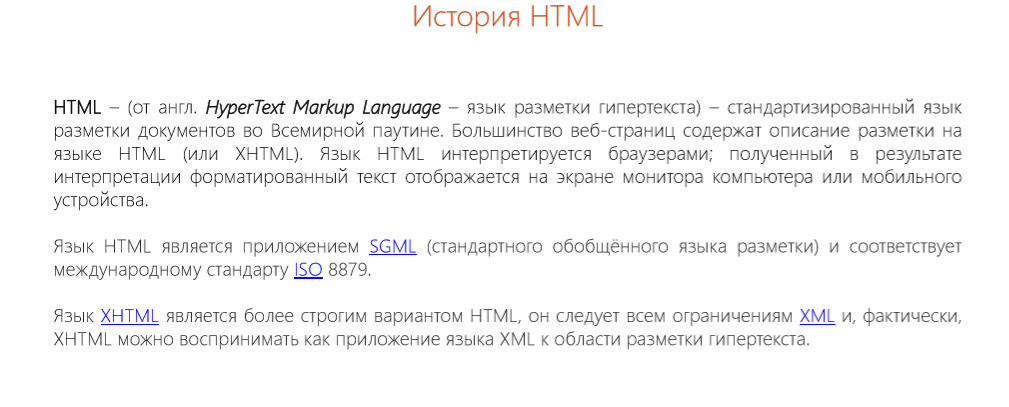 История HTML
HTML – (от англ. HyperText Markup Language – язык разметки гипертекста) – стандартизированный язык
разметки документов во Всемирной паутине. Большинство веб-страниц содержат описание разметки на
языке HTML (или XHTML). Язык HTML интерпретируется браузерами; полученный в результате
интерпретации форматированный текст отображается на экране монитора компьютера или мобильного
устройства.
Язык HTML является приложением SGML (стандартного обобщённого языка разметки) и соответствует
международному стандарту ISO 8879.
Язык XHTML является более строгим вариантом HTML, он следует всем ограничениям XML и, фактически,
XHTML можно воспринимать как приложение языка XML к области разметки гипертекста.